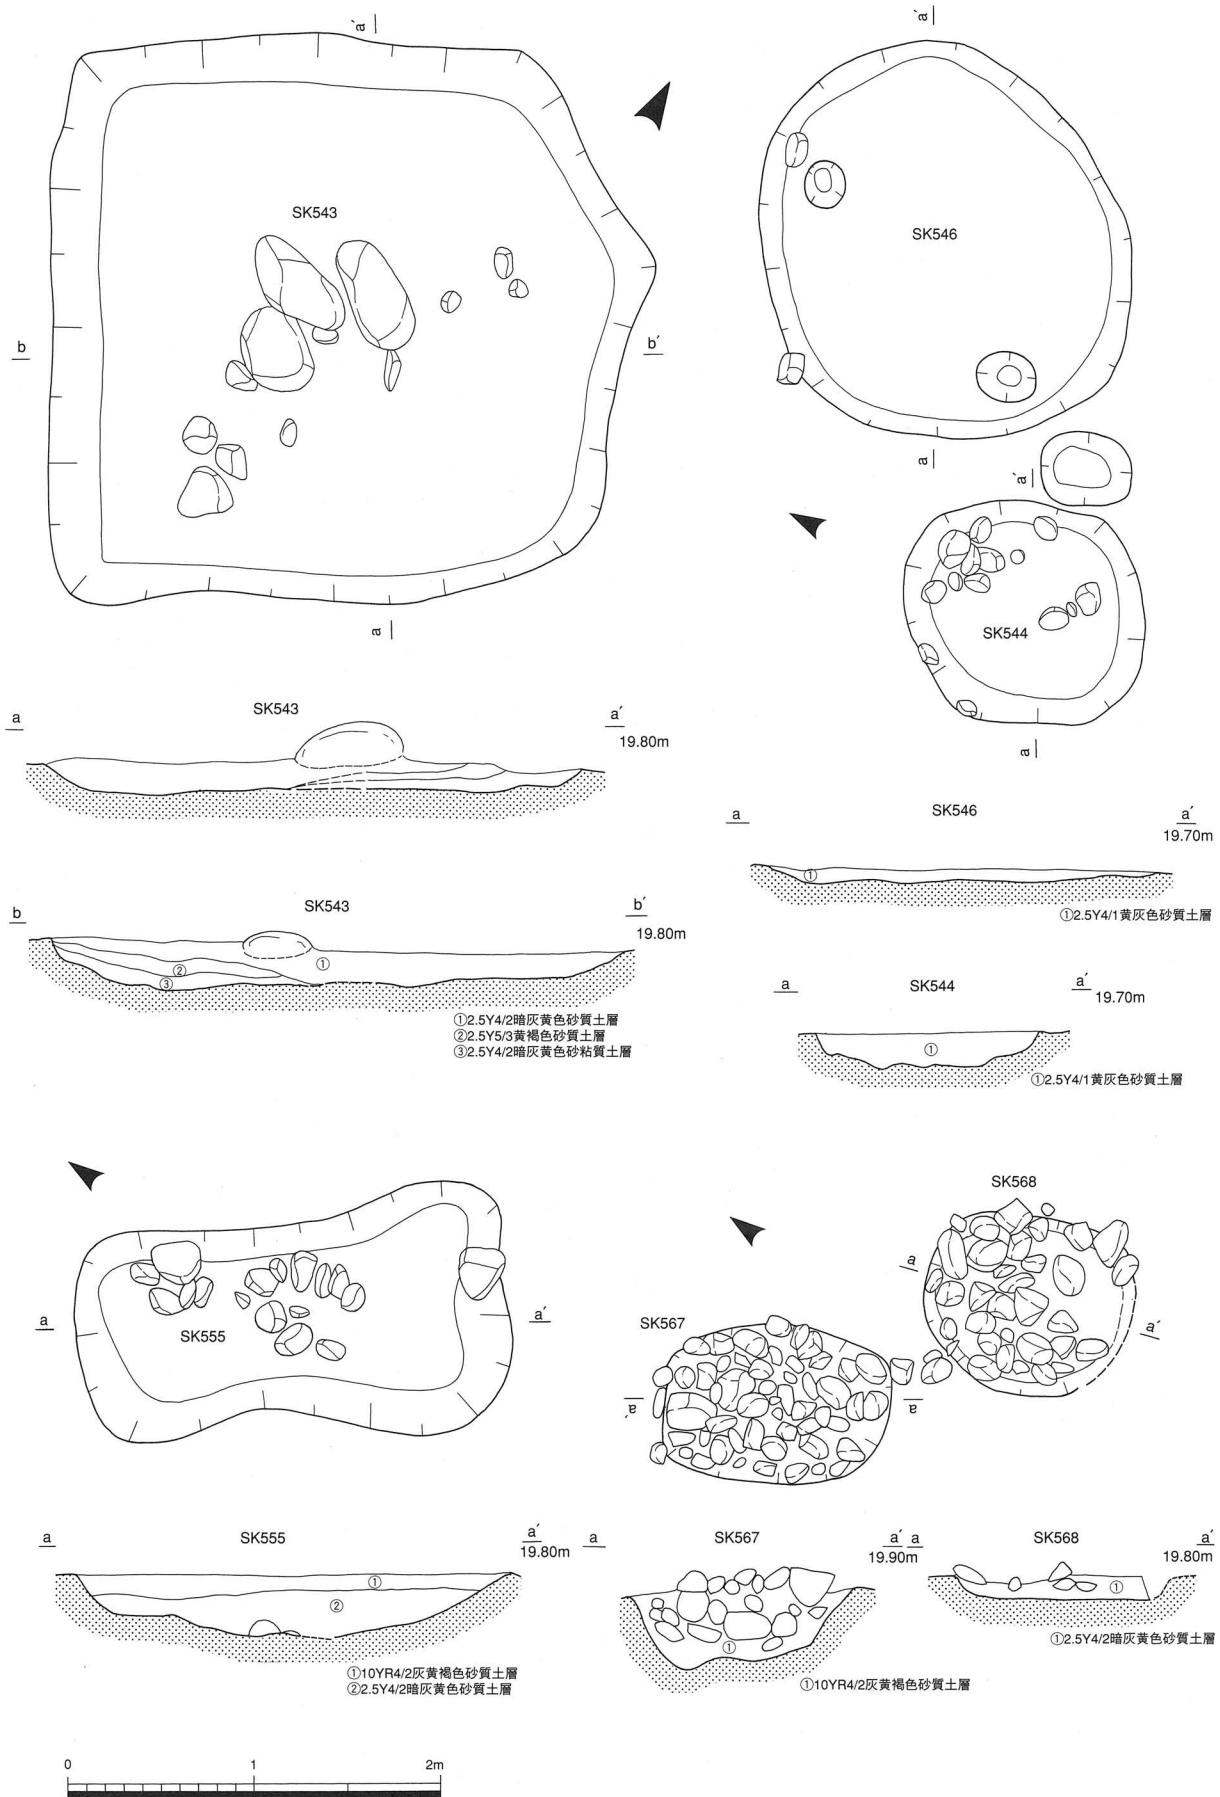 a´
a´
SK543
SK546
b
b´
a
a´
a
SK544
a
a
SK543
a´
19.80m
a
SK546
a´
19.70m
①
①2.5Y4/1黄灰色砂質土層
b
SK543
b´
19.80m
①
②
③
①2.5Y4/2暗灰黄色砂質土層
②2.5Y5/3黄褐色砂質土層
③2.5Y4/2暗灰黄色砂粘質土層
a
SK544
a´
19.70m
①
①2.5Y4/1黄灰色砂質土層
a
SK555
a´
SK568
a
a´
SK567
a´
a
a
SK555
a´
19.80m
①
②
①10YR4/2灰黄褐色砂質土層
②2.5Y4/2暗灰黄色砂質土層
a
SK567
a´
19.90m
①
①10YR4/2灰黄褐色砂質土層
a
SK568
a´
19.80m
①
①2.5Y4/2暗灰黄色砂質土層
0 1 2m